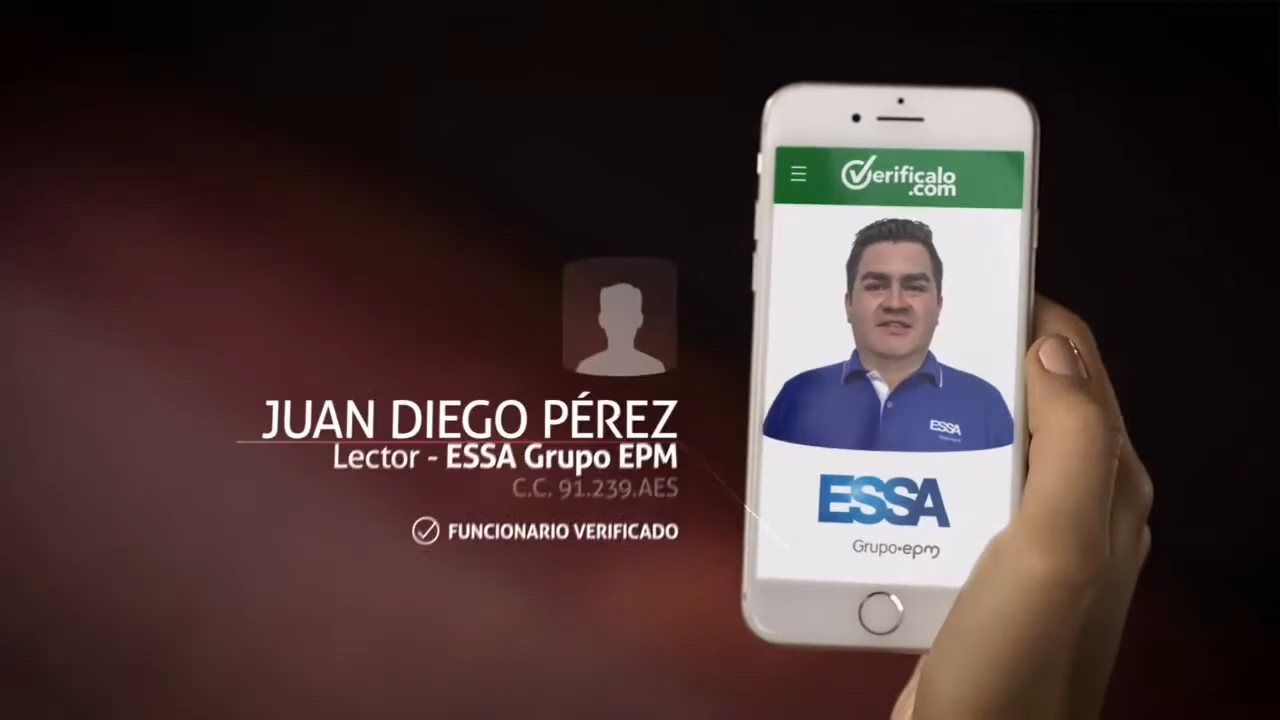 JUAN DIEGO PÉREZ
Lector - ESSA Grupo EPM
C.C. 91.239.AES
FUNCIONARIO VERIFICADO
Verificalo
.com
ESSA
ESSA
Grupo·epm